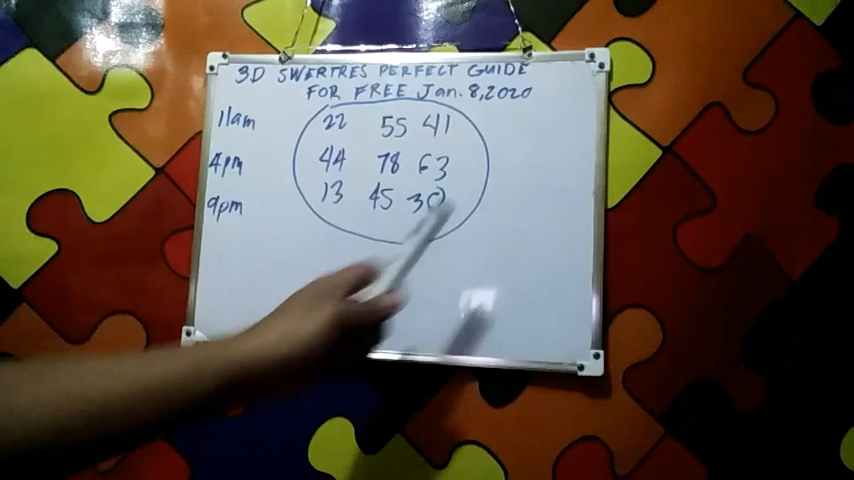 3D SWERTRES PERFECT GUIDE
FOR FREE Jan. 8, 2020
11am 22 55 41
4pm 44 78 63
9pm 13 45 30